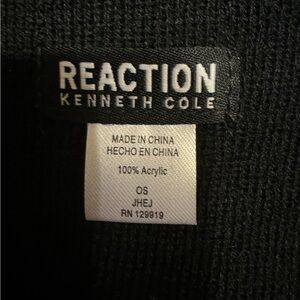 REACTION
KENNETH COLE
MADE IN CHINA
HECHO EN CHINA
100% Acrylic
OS
JHEJ
RN 129919